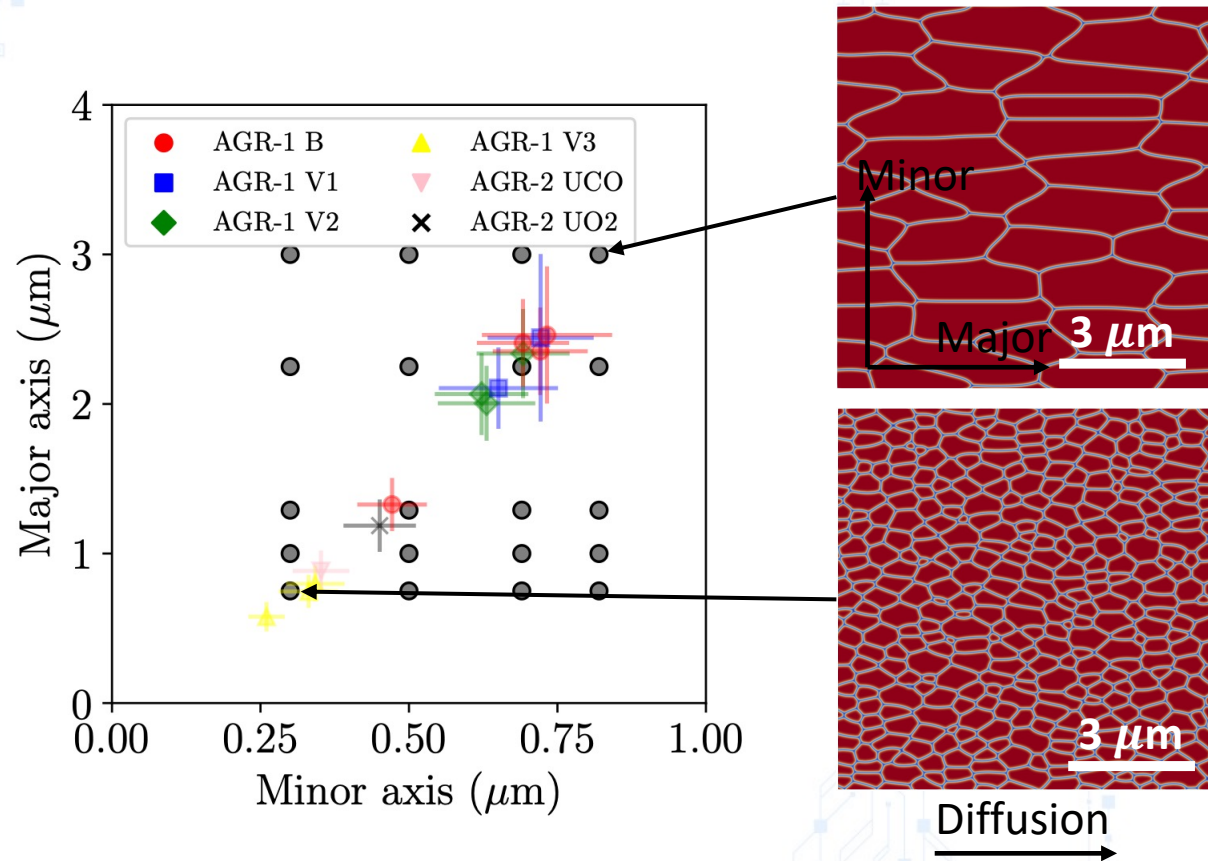 4
3
2
1
0
Major axis (μm)
AGR-1 B
AGR-1 V1
AGR-1 V2
AGR-1 V3
AGR-2 UCO
AGR-2 UO2
0.00 0.25 0.50 0.75 1.00
Minor axis (μm)
Minor
Major
3 μm
3 μm
Diffusion